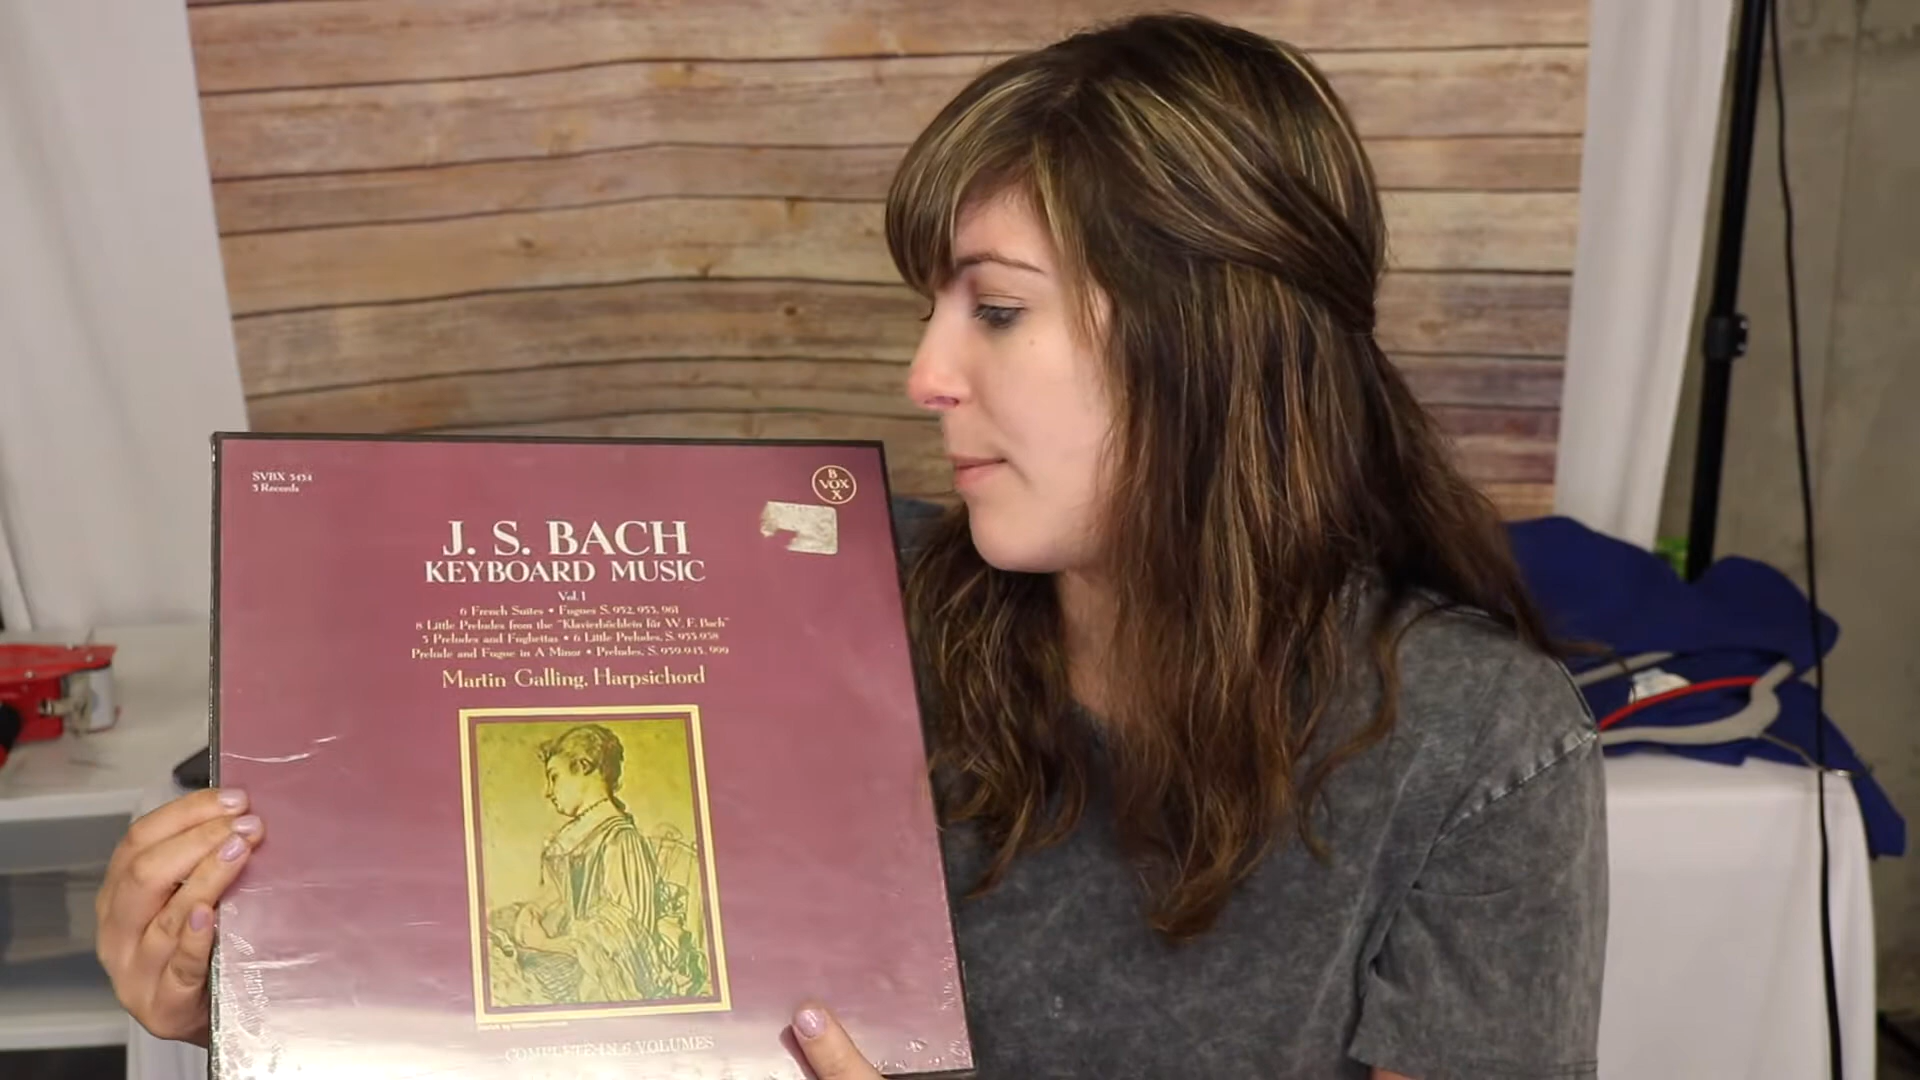 SVBX 5434
3 Records
B
VOX
X
J. S. BACH
KEYBOARD MUSIC
Vol. 1
6 French Suites • Fugues S. 952, 953, 961
8 Little Preludes from the "Klavierbüchlein für W. F. Bach"
3 Preludes and Fughettas • 6 Little Preludes, S. 933-938
Prelude and Fugue in A Minor • Preludes, S. 939-943, 999
Martin Galling, Harpsichord
COMPLETE IN 6 VOLUMES